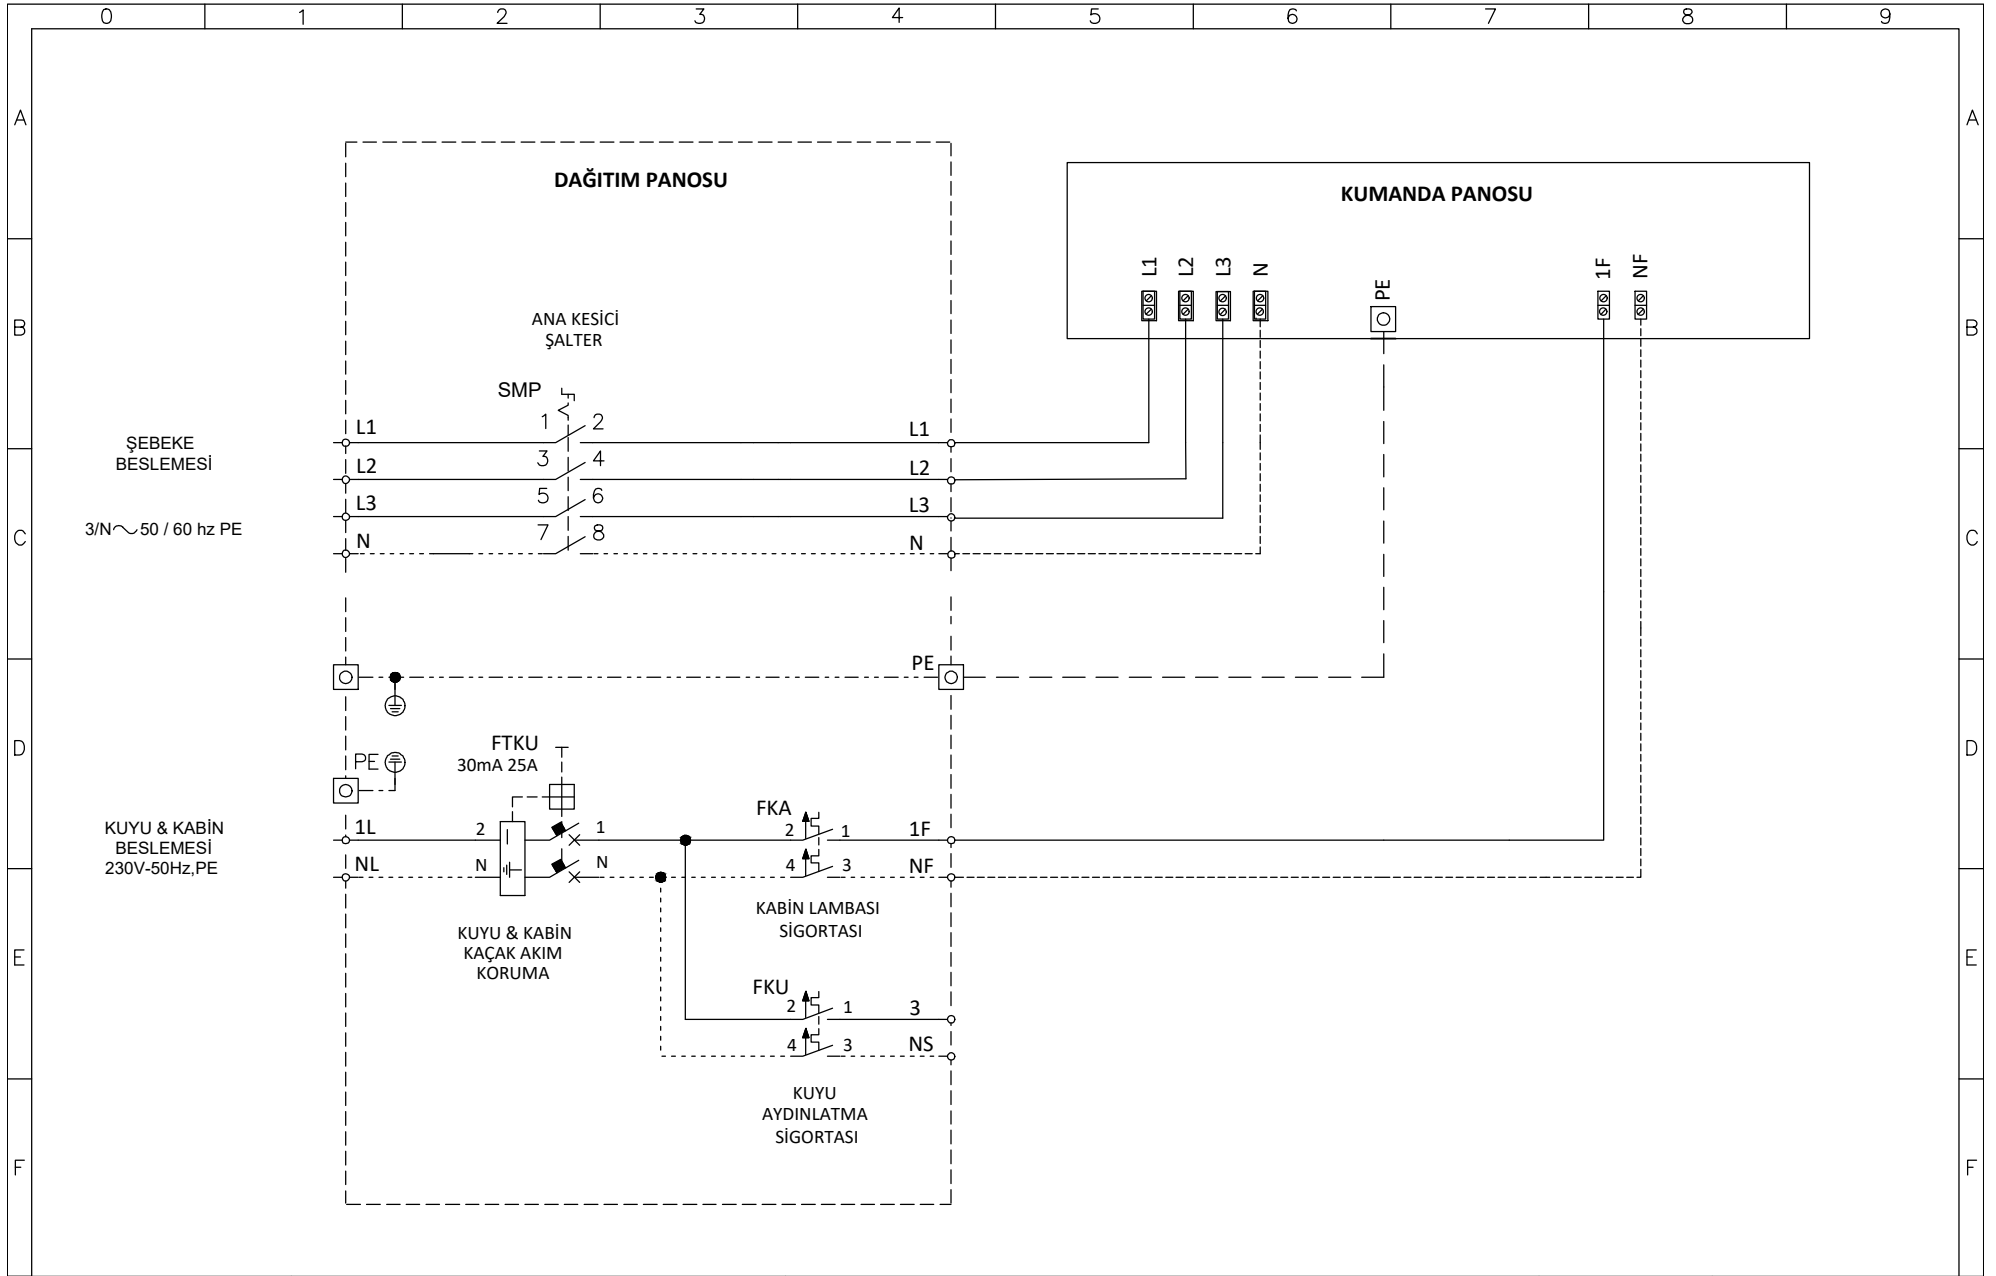 0 1 2 3 4 5 6 7 8 9
A A
DAĞITIM PANOSU
KUMANDA PANOSU
L1 L2 L3 N PE 1F NF
B B
ANA KESİCİ
ŞALTER
SMP
L1 1 2 L1
ŞEBEKE
BESLEMESİ
L2 3 4 L2
L3 5 6 L3
3/N 50 / 60 hz PE
N 7 8 N
C C
PE
D D
PE
FTKU
30mA 25A
KUYU & KABİN
BESLEMESİ
230V-50Hz,PE
FKA
1L 2 1 2 1 1F
NL N N 4 3 NF
KABİN LAMBASI
SİGORTASI
KUYU & KABİN
KAÇAK AKIM
KORUMA
E E
FKU
2 1 3
4 3 NS
KUYU
AYDINLATMA
SİGORTASI
F F